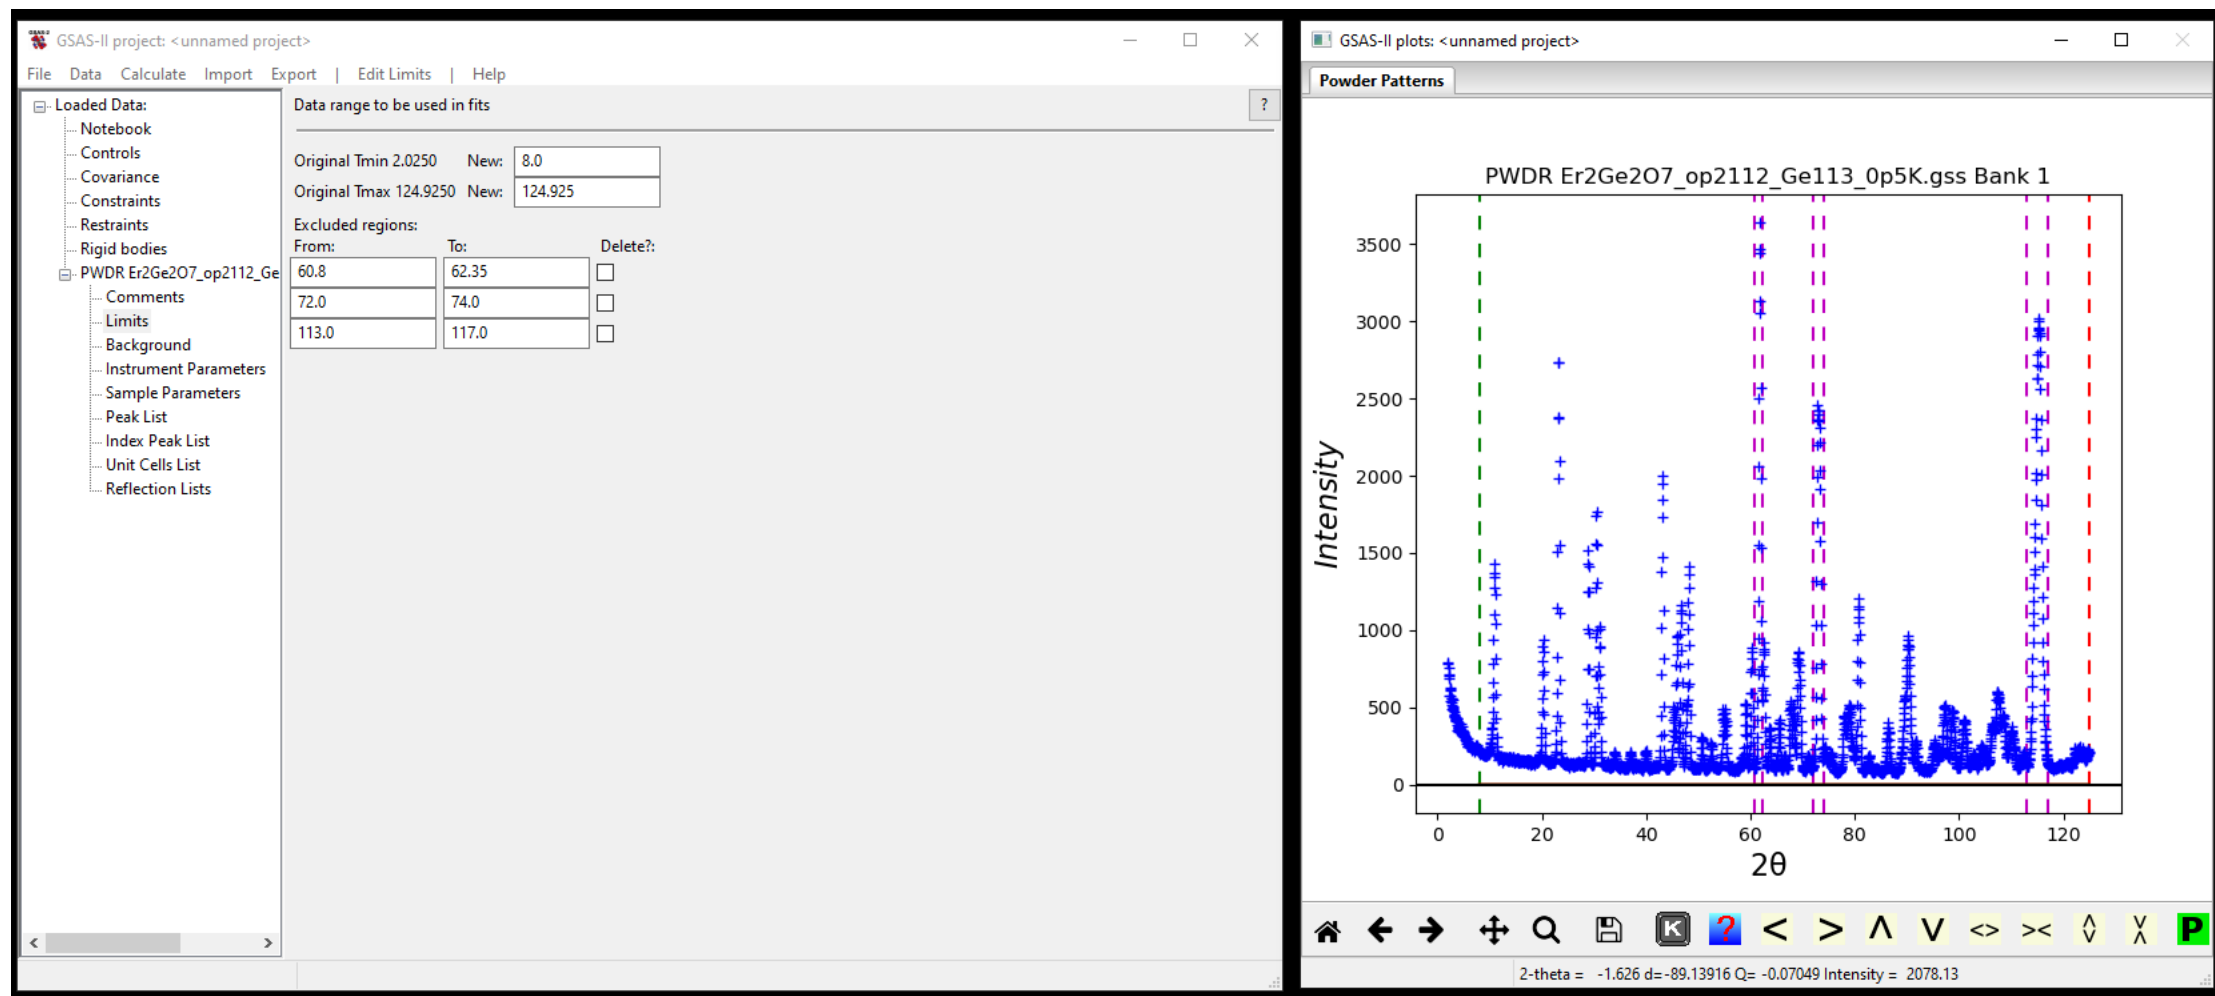 GSAS-II project: <unnamed project>
File Data Calculate Import Export | Edit Limits | Help
Loaded Data:
Notebook
Controls
Covariance
Constraints
Restraints
Rigid bodies
PWDR Er2Ge2O7_op2112_Ge
Comments
Limits
Background
Instrument Parameters
Sample Parameters
Peak List
Index Peak List
Unit Cells List
Reflection Lists
Data range to be used in fits
?
Original Tmin 2.0250 New: 8.0
Original Tmax 124.9250 New: 124.925
Excluded regions:
From: To: Delete?:
60.8 62.35
72.0 74.0
113.0 117.0
GSAS-II plots: <unnamed project>
Powder Patterns
PWDR Er2Ge2O7_op2112_Ge113_0p5K.gss Bank 1
Intensity
3500
3000
2500
2000
1500
1000
500
0
0 20 40 60 80 100 120
2θ
K ? < > Λ V <> >< P
2-theta = -1.626 d=-89.13916 Q= -0.07049 Intensity = 2078.13